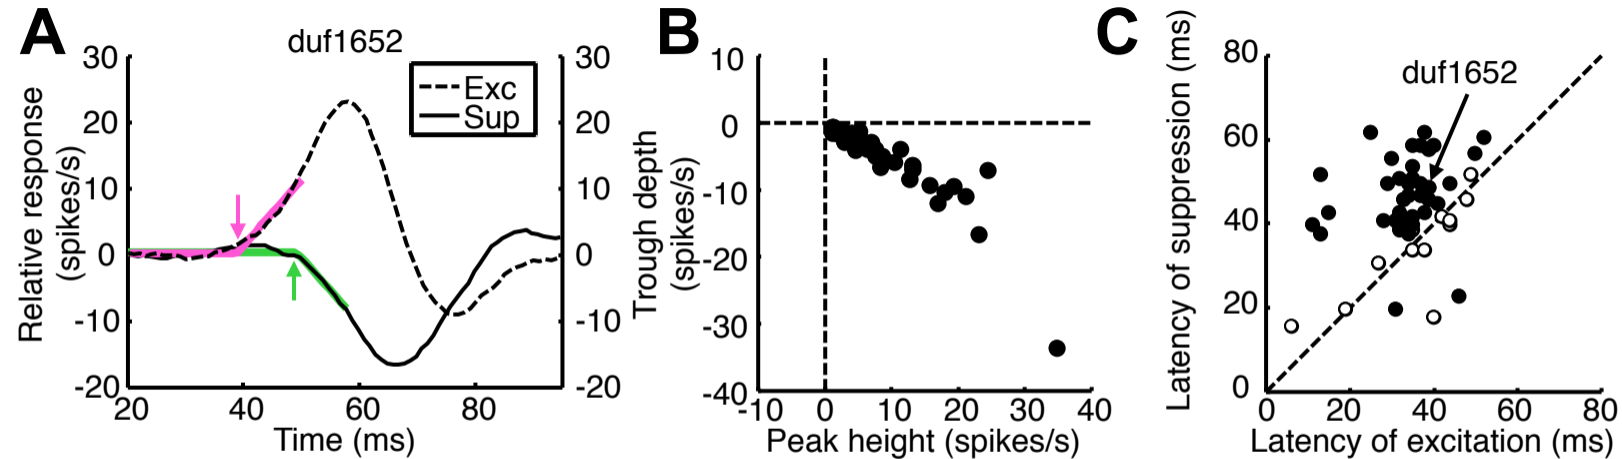 A
duf1652
30
20
10
0
-10
-20
30
20
10
0
-10
-20
Exc
Sup
Relative response
(spikes/s)
20
40
60
80
Time (ms)
B
Trough depth
(spikes/s)
10
0
-10
-20
-30
-40
-10
0
10
20
30
40
Peak height (spikes/s)
C
Latency of suppression (ms)
80
60
40
20
0
duf1652
0
20
40
60
80
Latency of excitation (ms)